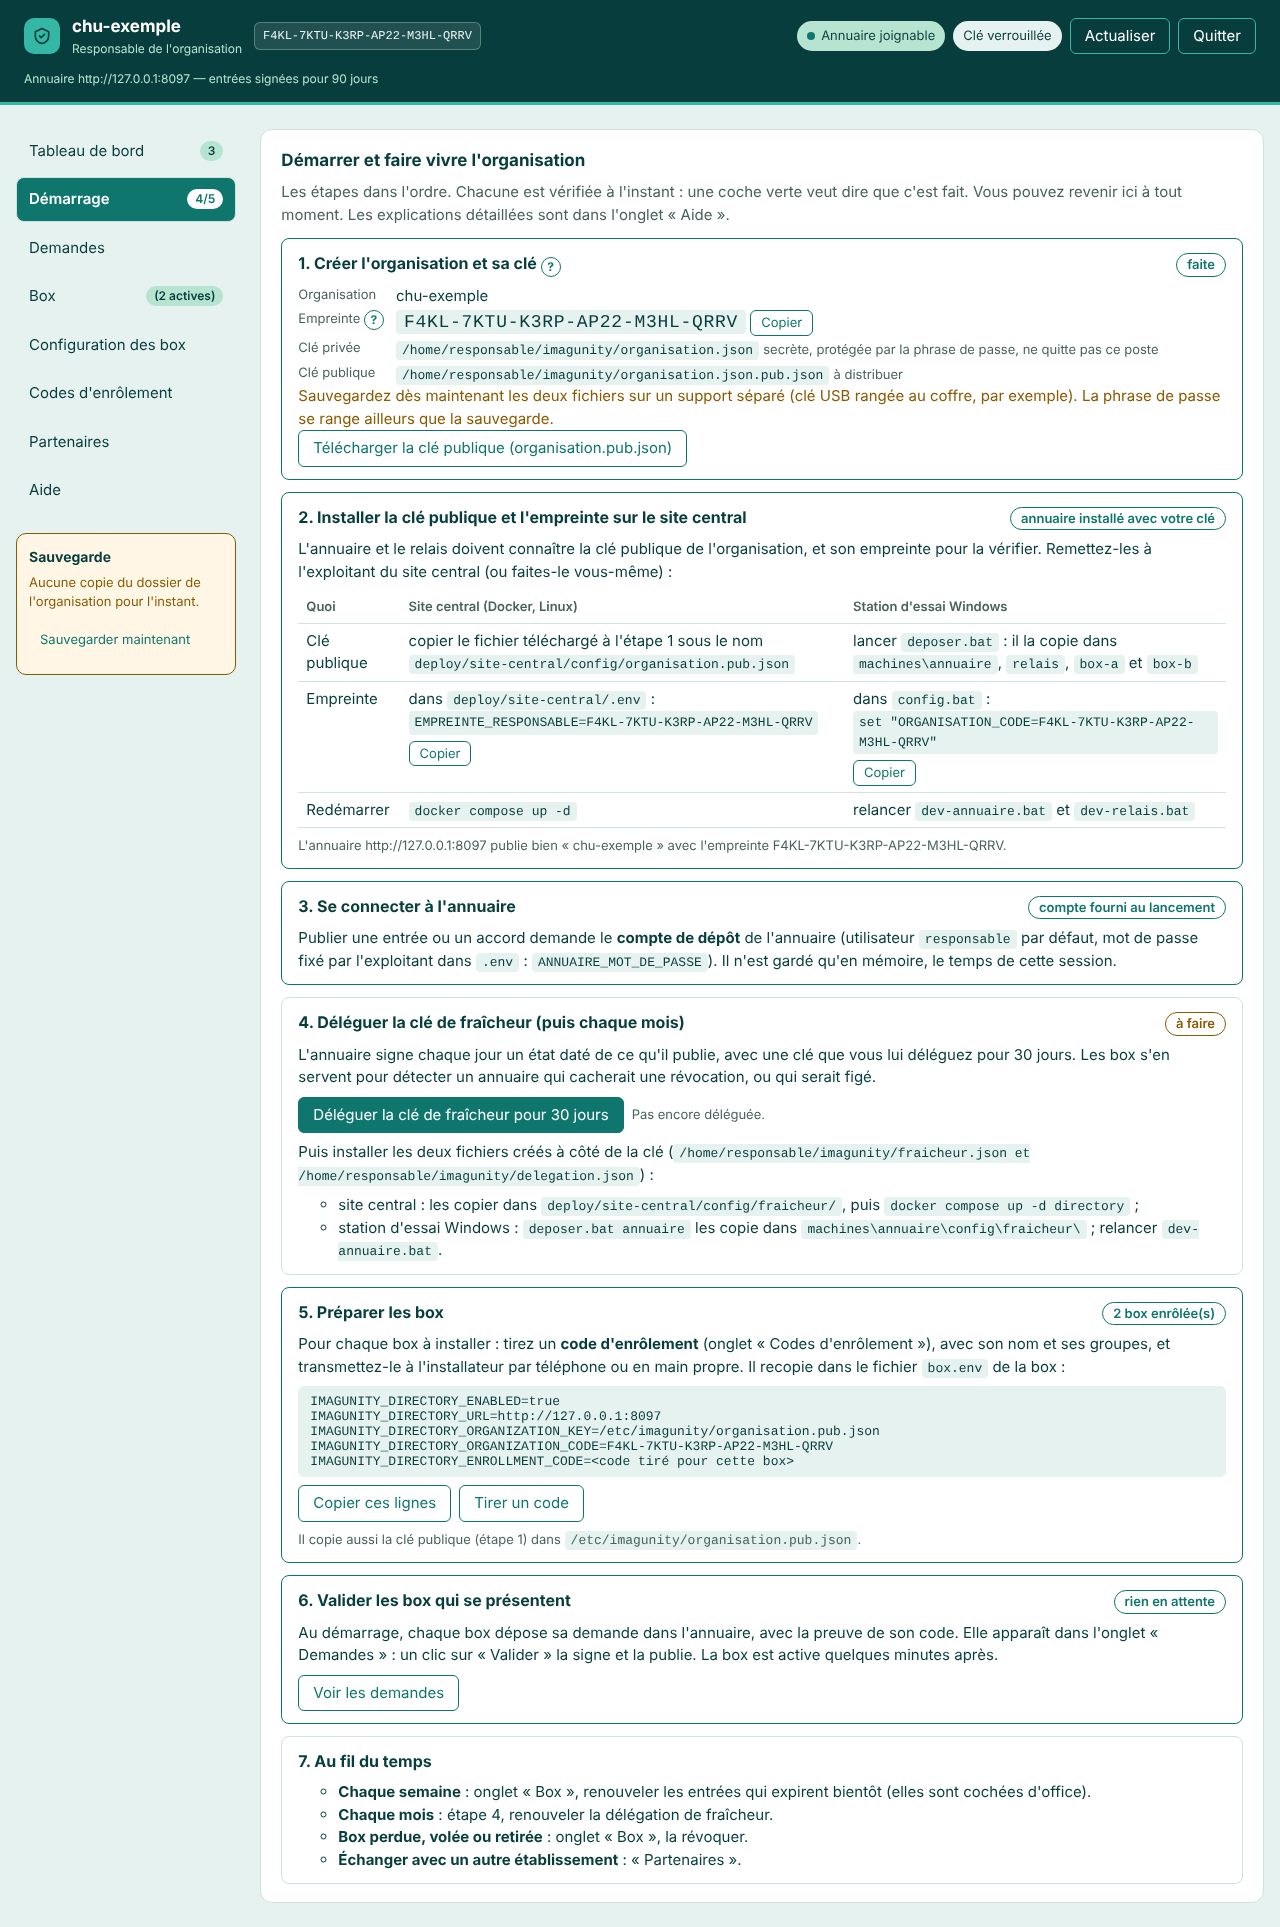 chu-exemple
Responsable de l'organisation
F4KL-7KTU-K3RP-AP22-M3HL-QRRV
Annuaire joignable
Clé verrouillée
Actualiser
Quitter
Annuaire http://127.0.0.1:8097 — entrées signées pour 90 jours
Tableau de bord
3
Démarrage
4/5
Demandes
Box
(2 actives)
Configuration des box
Codes d'enrôlement
Partenaires
Aide
Sauvegarde
Aucune copie du dossier de
l'organisation pour l'instant.
Sauvegarder maintenant
Démarrer et faire vivre l'organisation
Les étapes dans l'ordre. Chacune est vérifiée à l'instant : une coche verte veut dire que c'est fait. Vous pouvez revenir ici à tout
moment. Les explications détaillées sont dans l'onglet « Aide ».
1. Créer l'organisation et sa clé ?
faite
Organisation chu-exemple
Empreinte ? F4KL-7KTU-K3RP-AP22-M3HL-QRRV Copier
Clé privée /home/responsable/imagunity/organisation.json secrète, protégée par la phrase de passe, ne quitte pas ce poste
Clé publique /home/responsable/imagunity/organisation.json.pub.json à distribuer
Sauvegardez dès maintenant les deux fichiers sur un support séparé (clé USB rangée au coffre, par exemple). La phrase de passe
se range ailleurs que la sauvegarde.
Télécharger la clé publique (organisation.pub.json)
2. Installer la clé publique et l'empreinte sur le site central
annuaire installé avec votre clé
L'annuaire et le relais doivent connaître la clé publique de l'organisation, et son empreinte pour la vérifier. Remettez-les à
l'exploitant du site central (ou faites-le vous-même) :
Quoi
Site central (Docker, Linux)
Station d'essai Windows
Clé
publique
copier le fichier téléchargé à l'étape 1 sous le nom
deploy/site-central/config/organisation.pub.json
lancer deposer.bat : il la copie dans
machines\annuaire, relais, box-a et box-b
Empreinte
dans deploy/site-central/.env :
EMPREINTE_RESPONSABLE=F4KL-7KTU-K3RP-AP22-M3HL-QRRV
Copier
dans config.bat :
set "ORGANISATION_CODE=F4KL-7KTU-K3RP-AP22-
M3HL-QRRV"
Copier
Redémarrer
docker compose up -d
relancer dev-annuaire.bat et dev-relais.bat
L'annuaire http://127.0.0.1:8097 publie bien « chu-exemple » avec l'empreinte F4KL-7KTU-K3RP-AP22-M3HL-QRRV.
3. Se connecter à l'annuaire
compte fourni au lancement
Publier une entrée ou un accord demande le compte de dépôt de l'annuaire (utilisateur responsable par défaut, mot de passe
fixé par l'exploitant dans .env : ANNUAIRE_MOT_DE_PASSE). Il n'est gardé qu'en mémoire, le temps de cette session.
4. Déléguer la clé de fraîcheur (puis chaque mois)
à faire
L'annuaire signe chaque jour un état daté de ce qu'il publie, avec une clé que vous lui déléguez pour 30 jours. Les box s'en
servent pour détecter un annuaire qui cacherait une révocation, ou qui serait figé.
Déléguer la clé de fraîcheur pour 30 jours
Pas encore déléguée.
Puis installer les deux fichiers créés à côté de la clé ( /home/responsable/imagunity/fraicheur.json et
/home/responsable/imagunity/delegation.json) :
◦ site central : les copier dans deploy/site-central/config/fraicheur/, puis docker compose up -d directory ;
◦ station d'essai Windows : deposer.bat annuaire les copie dans machines\annuaire\config\fraicheur\ ; relancer dev-
annuaire.bat.
5. Préparer les box
2 box enrôlée(s)
Pour chaque box à installer : tirez un code d'enrôlement (onglet « Codes d'enrôlement »), avec son nom et ses groupes, et
transmettez-le à l'installateur par téléphone ou en main propre. Il recopie dans le fichier box.env de la box :
IMAGUNITY_DIRECTORY_ENABLED=true
IMAGUNITY_DIRECTORY_URL=http://127.0.0.1:8097
IMAGUNITY_DIRECTORY_ORGANIZATION_KEY=/etc/imagunity/organisation.pub.json
IMAGUNITY_DIRECTORY_ORGANIZATION_CODE=F4KL-7KTU-K3RP-AP22-M3HL-QRRV
IMAGUNITY_DIRECTORY_ENROLLMENT_CODE=<code tiré pour cette box>
Copier ces lignes
Tirer un code
Il copie aussi la clé publique (étape 1) dans /etc/imagunity/organisation.pub.json.
6. Valider les box qui se présentent
rien en attente
Au démarrage, chaque box dépose sa demande dans l'annuaire, avec la preuve de son code. Elle apparaît dans l'onglet «
Demandes » : un clic sur « Valider » la signe et la publie. La box est active quelques minutes après.
Voir les demandes
7. Au fil du temps
◦ Chaque semaine : onglet « Box », renouveler les entrées qui expirent bientôt (elles sont cochées d'office).
◦ Chaque mois : étape 4, renouveler la délégation de fraîcheur.
◦ Box perdue, volée ou retirée : onglet « Box », la révoquer.
◦ Échanger avec un autre établissement : « Partenaires ».